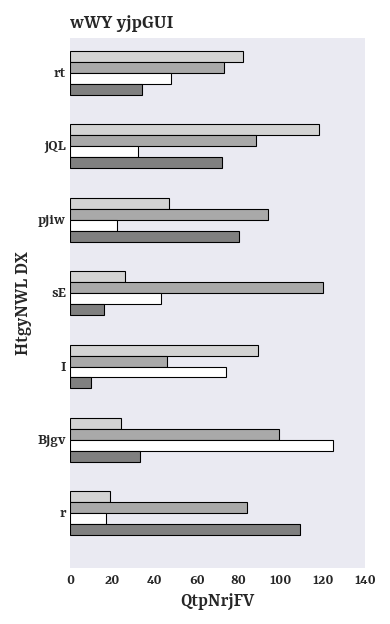 wWY yjpGUI
rt
jQL
pjiw
sE
I
Bjgv
r
HtgyNWL DX
0 20 40 60 80 100 120 140
QtpNrjFV